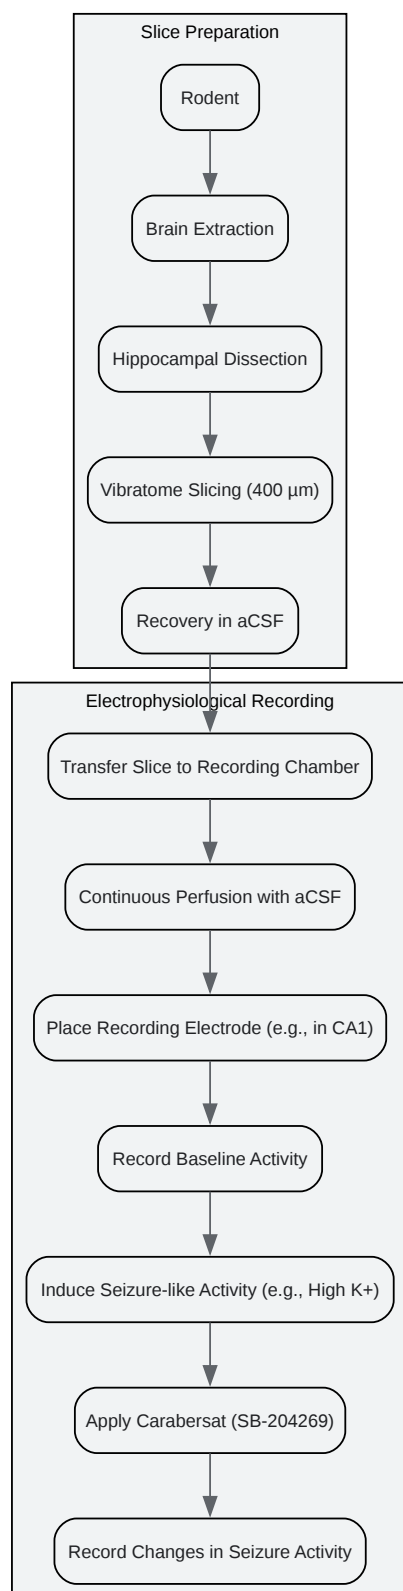 Slice Preparation
Rodent
Brain Extraction
Hippocampal Dissection
Vibratome Slicing (400 µm)
Recovery in aCSF
Electrophysiological Recording
Transfer Slice to Recording Chamber
Continuous Perfusion with aCSF
Place Recording Electrode (e.g., in CA1)
Record Baseline Activity
Induce Seizure-like Activity (e.g., High K+)
Apply Carabersat (SB-204269)
Record Changes in Seizure Activity